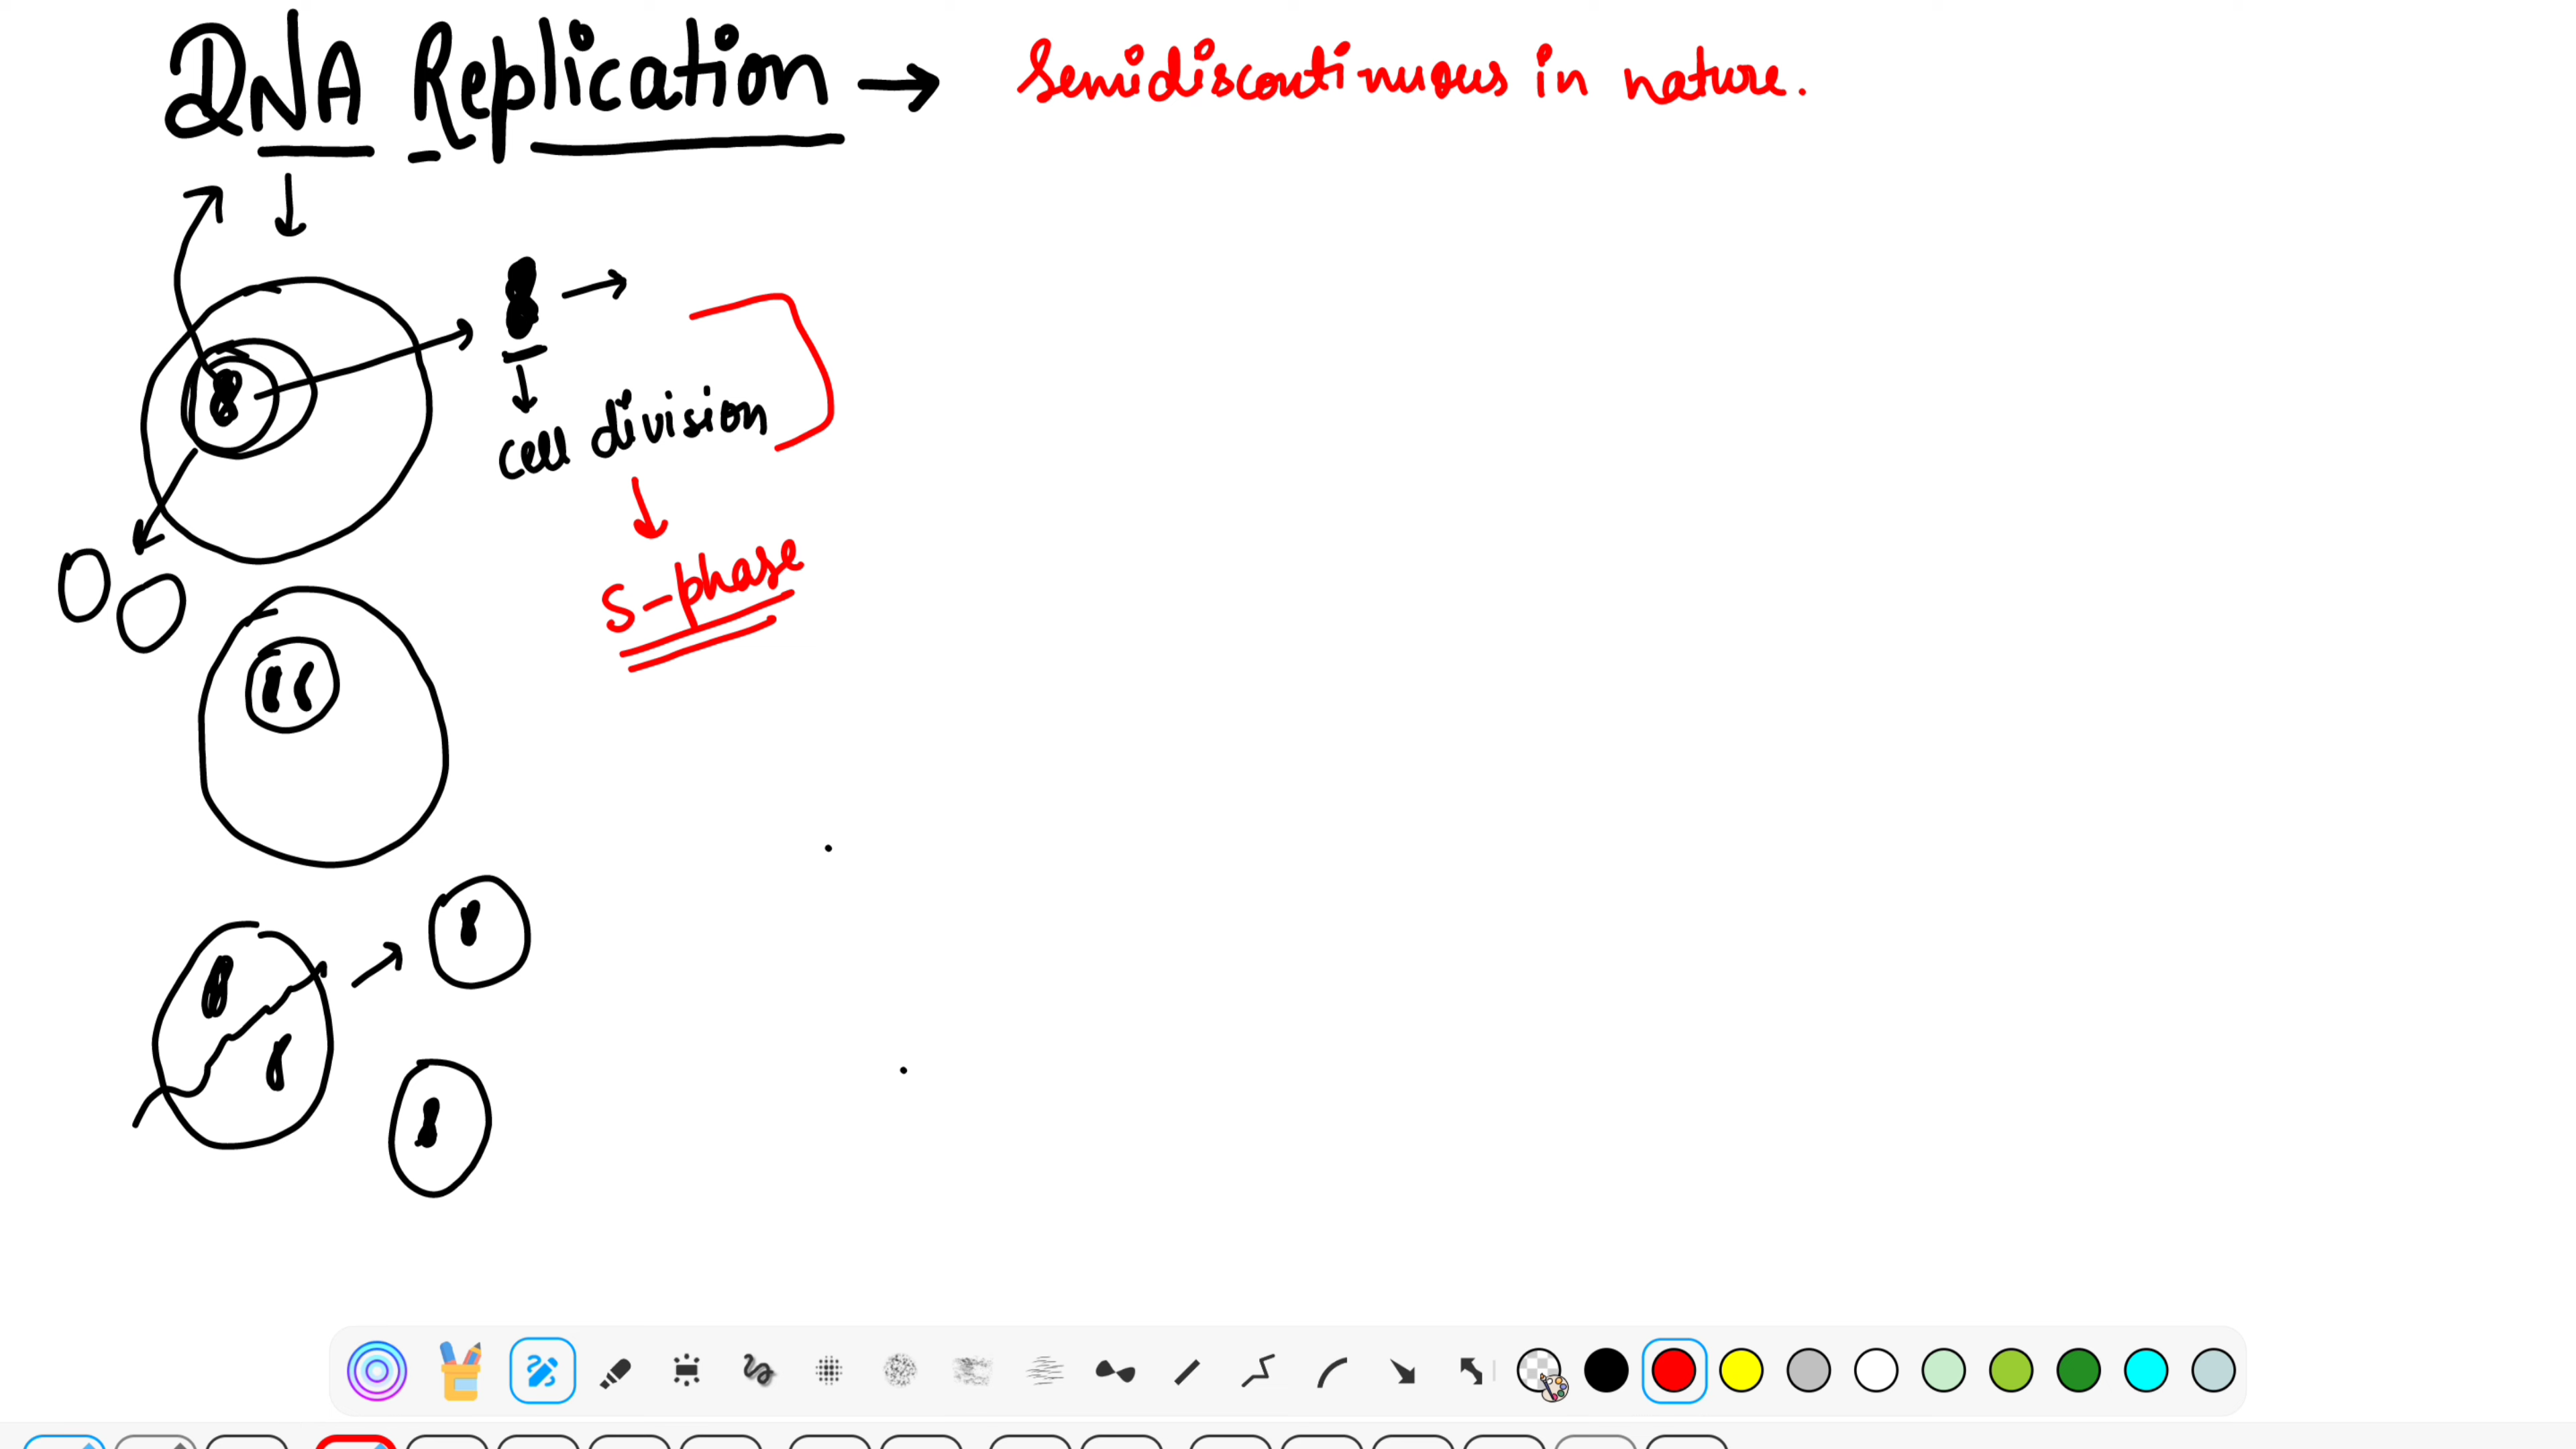 DNA Replication → Semidiscontinuous in nature.
cell division
S-phase